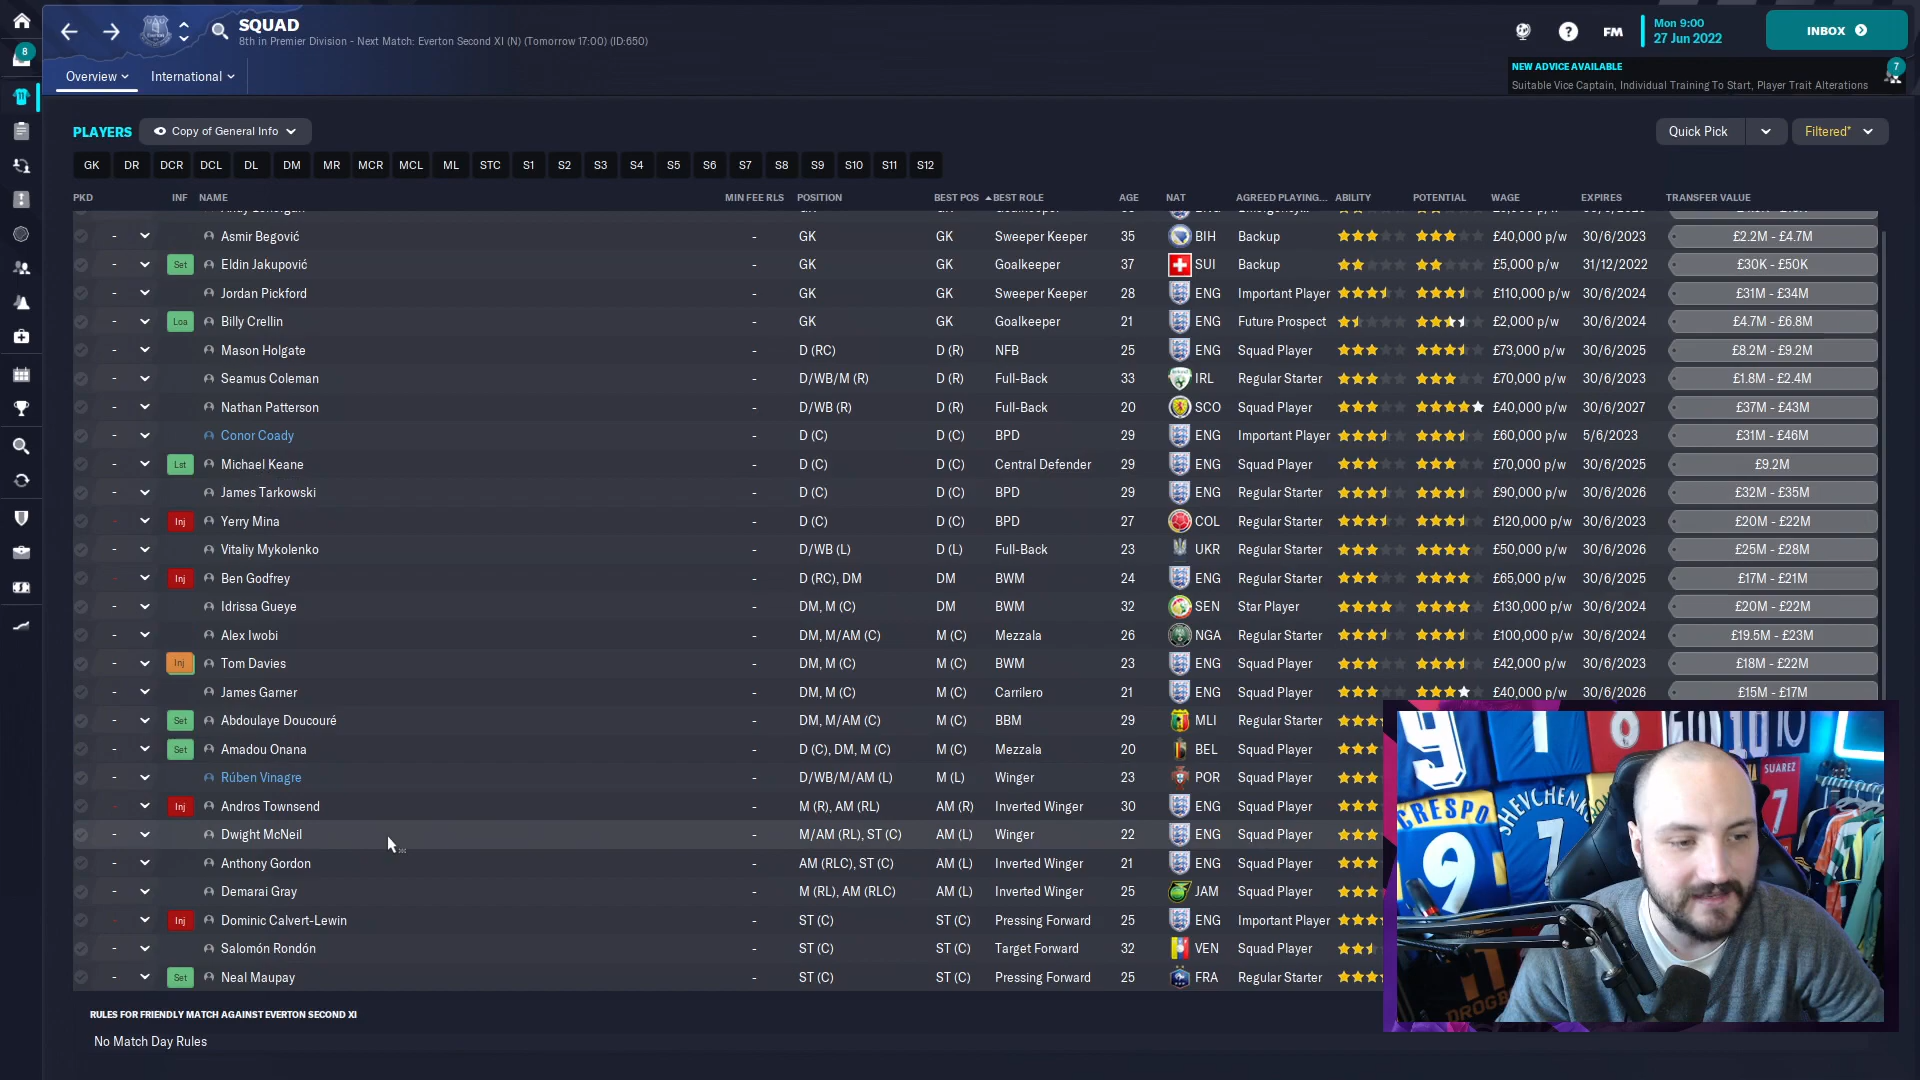 SQUAD
8th in Premier Division - Next Match: Everton Second XI (N) (Tomorrow 17:00) (ID:650)
8
FM
Mon 9:00
27 Jun 2022
INBOX
Overview
International
NEW ADVICE AVAILABLE
7
Suitable Vice Captain, Individual Training To Start, Player Trait Alterations
PLAYERS
Copy of General Info
Quick Pick
Filtered*
GK DR DCR DCL DL DM MR MCR MCL ML STC S1 S2 S3 S4 S5 S6 S7 S8 S9 S10 S11 S12
PKD INF NAME MIN FEE RLS POSITION BEST POS BEST ROLE AGE NAT AGREED PLAYING... ABILITY POTENTIAL WAGE EXPIRES TRANSFER VALUE
- Asmir Begović - GK GK Sweeper Keeper 35 BIH Backup £40,000 p/w 30/6/2023 £2.2M - £4.7M
- Set Eldin Jakupović - GK GK Goalkeeper 37 SUI Backup £5,000 p/w 31/12/2022 £30K - £50K
- Jordan Pickford - GK GK Sweeper Keeper 28 ENG Important Player £110,000 p/w 30/6/2024 £31M - £34M
- Loa Billy Crellin - GK GK Goalkeeper 21 ENG Future Prospect £2,000 p/w 30/6/2024 £4.7M - £6.8M
- Mason Holgate - D (RC) D (R) NFB 25 ENG Squad Player £73,000 p/w 30/6/2025 £8.2M - £9.2M
- Seamus Coleman - D/WB/M (R) D (R) Full-Back 33 IRL Regular Starter £70,000 p/w 30/6/2023 £1.8M - £2.4M
- Nathan Patterson - D/WB (R) D (R) Full-Back 20 SCO Squad Player £40,000 p/w 30/6/2027 £37M - £43M
- Conor Coady - D (C) D (C) BPD 29 ENG Important Player £60,000 p/w 5/6/2023 £31M - £46M
- Lst Michael Keane - D (C) D (C) Central Defender 29 ENG Squad Player £70,000 p/w 30/6/2025 £9.2M
- James Tarkowski - D (C) D (C) BPD 29 ENG Regular Starter £90,000 p/w 30/6/2026 £32M - £35M
- Inj Yerry Mina - D (C) D (C) BPD 27 COL Regular Starter £120,000 p/w 30/6/2023 £20M - £22M
- Vitaliy Mykolenko - D/WB (L) D (L) Full-Back 23 UKR Regular Starter £50,000 p/w 30/6/2026 £25M - £28M
- Inj Ben Godfrey - D (RC), DM DM BWM 24 ENG Regular Starter £65,000 p/w 30/6/2025 £17M - £21M
- Idrissa Gueye - DM, M (C) DM BWM 32 SEN Star Player £130,000 p/w 30/6/2024 £20M - £22M
- Alex Iwobi - DM, M/AM (C) M (C) Mezzala 26 NGA Regular Starter £100,000 p/w 30/6/2024 £19.5M - £23M
- Inj Tom Davies - DM, M (C) M (C) BWM 23 ENG Squad Player £42,000 p/w 30/6/2023 £18M - £22M
- James Garner - DM, M (C) M (C) Carrilero 21 ENG Squad Player £40,000 p/w 30/6/2026 £15M - £17M
- Set Abdoulaye Doucouré - DM, M/AM (C) M (C) BBM 29 MLI Regular Starter
- Set Amadou Onana - D (C), DM, M (C) M (C) Mezzala 20 BEL Squad Player
- Rúben Vinagre - D/WB/M/AM (L) M (L) Winger 23 POR Squad Player
- Inj Andros Townsend - M (R), AM (RL) AM (R) Inverted Winger 30 ENG Squad Player
- Dwight McNeil - M/AM (RL), ST (C) AM (L) Winger 22 ENG Squad Player
- Anthony Gordon - AM (RLC), ST (C) AM (L) Inverted Winger 21 ENG Squad Player
- Demarai Gray - M (RL), AM (RLC) AM (L) Inverted Winger 25 JAM Squad Player
- Inj Dominic Calvert-Lewin - ST (C) ST (C) Pressing Forward 25 ENG Important Player
- Salomón Rondón - ST (C) ST (C) Target Forward 32 VEN Squad Player
- Set Neal Maupay - ST (C) ST (C) Pressing Forward 25 FRA Regular Starter
RULES FOR FRIENDLY MATCH AGAINST EVERTON SECOND XI
No Match Day Rules
CRESPO
9
SHEVCHENKO
7
SUAREZ
7
8
10